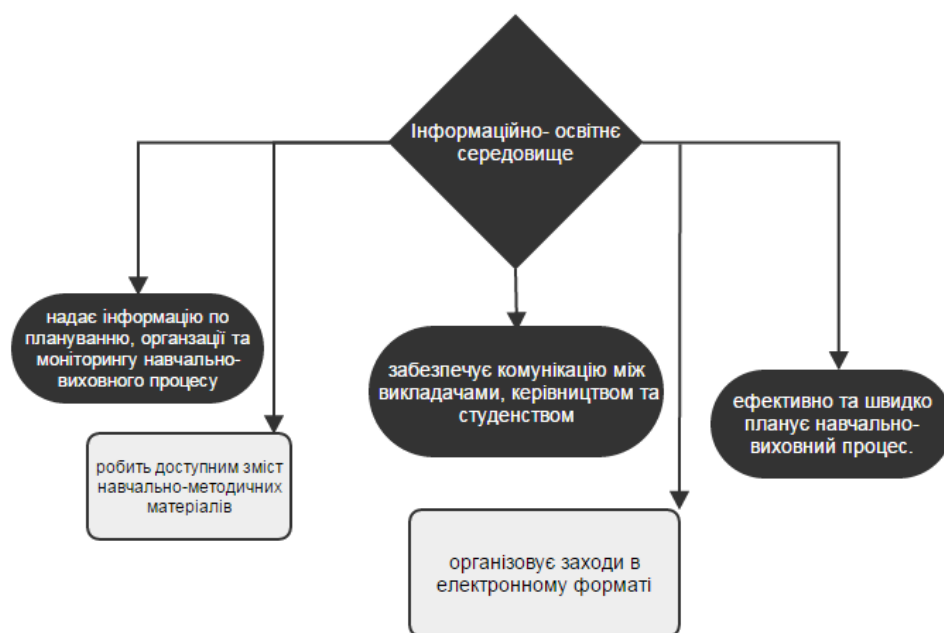 Інформаційно- освітнє
середовище
надає інформацію по
плануванню, органзації та
моніторингу навчально-
виховного процесу
робить доступним зміст
навчально-методичних
матеріалів
забезпечує комунікацію між
викладачами, керівництвом та
студенством
організовує заходи в
електронному форматі
ефективно та швидко
планує навчально-
виховний процес.